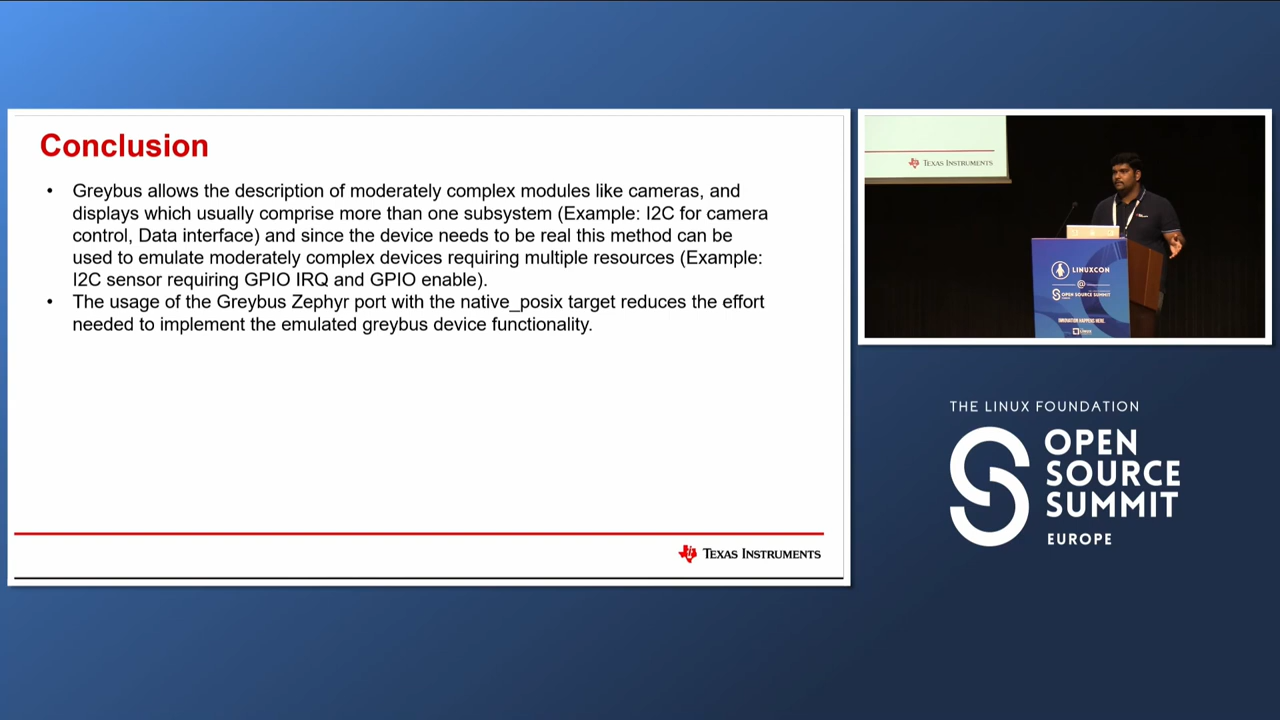 Conclusion
• Greybus allows the description of moderately complex modules like cameras, and
displays which usually comprise more than one subsystem (Example: I2C for camera
control, Data interface) and since the device needs to be real this method can be
used to emulate moderately complex devices requiring multiple resources (Example:
I2C sensor requiring GPIO IRQ and GPIO enable).
• The usage of the Greybus Zephyr port with the native_posix target reduces the effort
needed to implement the emulated greybus device functionality.
TEXAS INSTRUMENTS
TEXAS INSTRUMENTS
LINUXCON
@
OPEN SOURCE SUMMIT
INNOVATION HAPPENS HERE.
THE LINUX FOUNDATION
OPEN
SOURCE
SUMMIT
EUROPE